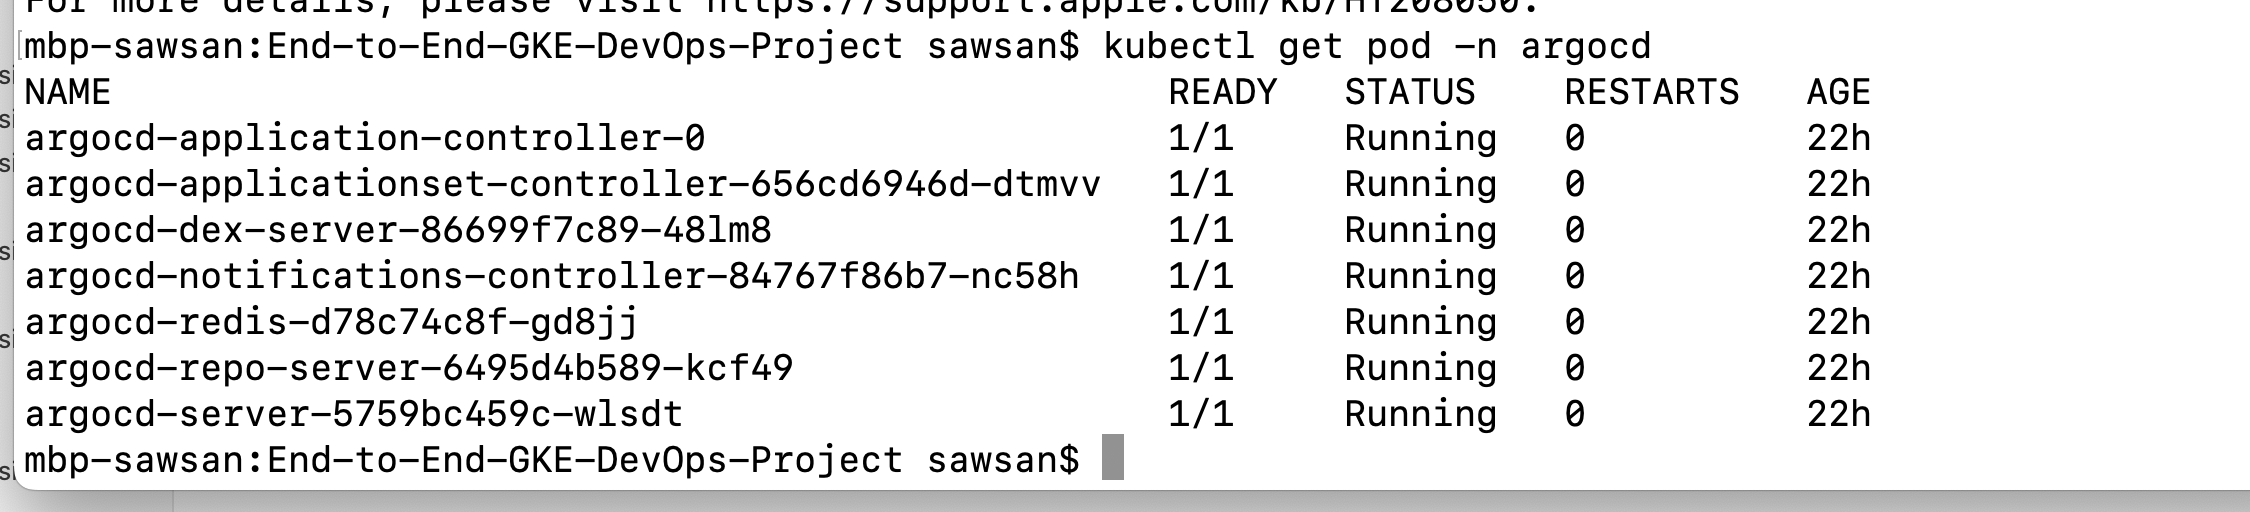 For more details, please visit https://support.apple.com/kb/HT208050.
mbp-sawsan:End-to-End-GKE-DevOps-Project sawsan$ kubectl get pod -n argocd
NAME READY STATUS RESTARTS AGE
argocd-application-controller-0 1/1 Running 0 22h
argocd-applicationset-controller-656cd6946d-dtmvv 1/1 Running 0 22h
argocd-dex-server-86699f7c89-48lm8 1/1 Running 0 22h
argocd-notifications-controller-84767f86b7-nc58h 1/1 Running 0 22h
argocd-redis-d78c74c8f-gd8jj 1/1 Running 0 22h
argocd-repo-server-6495d4b589-kcf49 1/1 Running 0 22h
argocd-server-5759bc459c-wlsdt 1/1 Running 0 22h
mbp-sawsan:End-to-End-GKE-DevOps-Project sawsan$